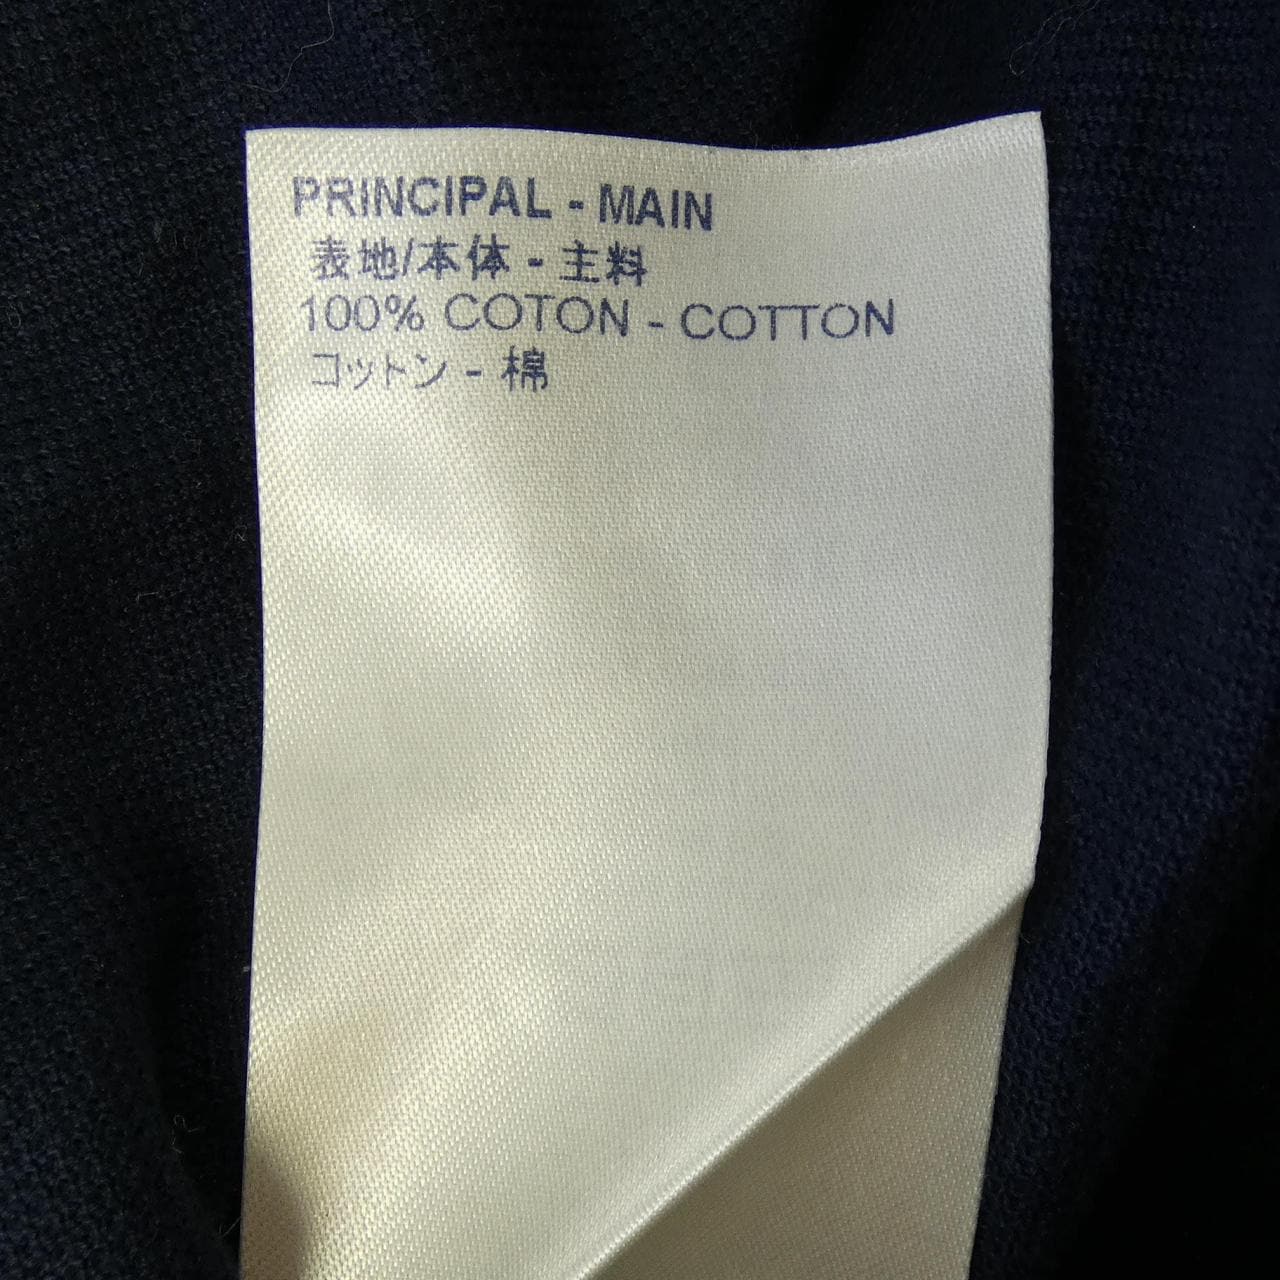 PRINCIPAL - MAIN
表地/本体 - 主料
100% COTON - COTTON
コットン - 棉